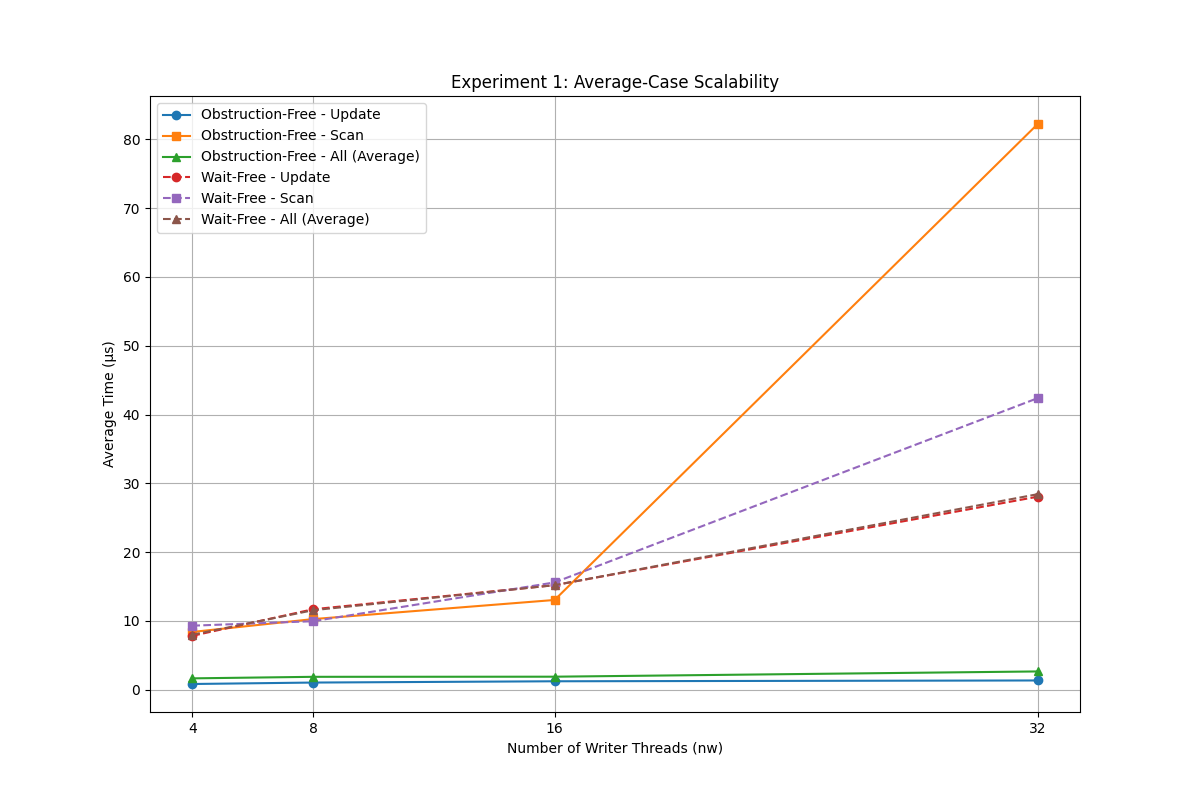 Experiment 1: Average-Case Scalability
Obstruction-Free - Update
Obstruction-Free - Scan
Obstruction-Free - All (Average)
Wait-Free - Update
Wait-Free - Scan
Wait-Free - All (Average)
80
70
60
50
40
30
20
10
0
Average Time (µs)
4 8 16 32
Number of Writer Threads (nw)